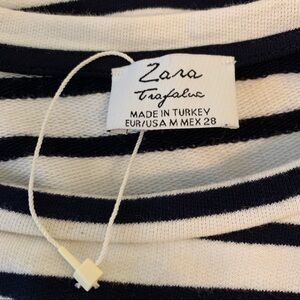 Zara
Trafaluc
MADE IN TURKEY
EUR/USA M MEX 28